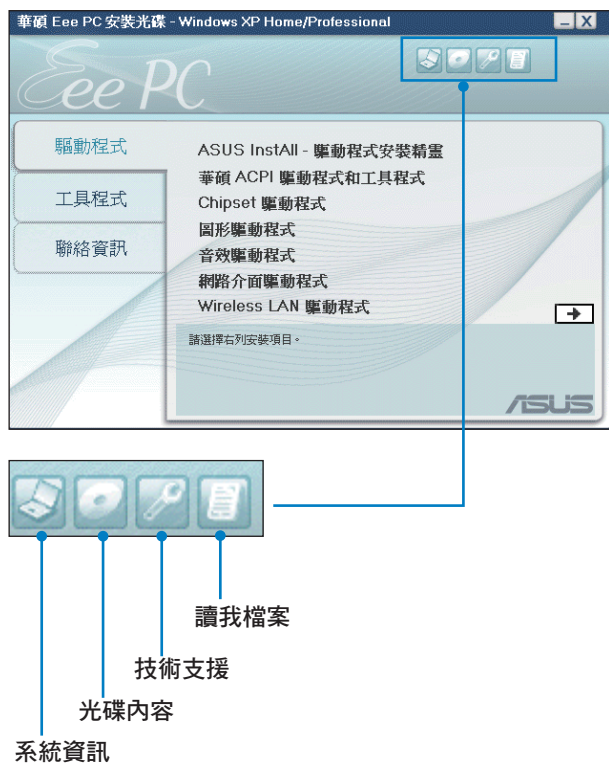 華碩 Eee PC 安裝光碟 - Windows XP Home/Professional
Eee PC
驅動程式
工具程式
聯絡資訊
ASUS InstAll - 驅動程式安裝精靈
華碩 ACPI 驅動程式和工具程式
Chipset 驅動程式
圖形驅動程式
音效驅動程式
網路介面驅動程式
Wireless LAN 驅動程式
請選擇右列安裝項目。
ASUS
讀我檔案
技術支援
光碟內容
系統資訊